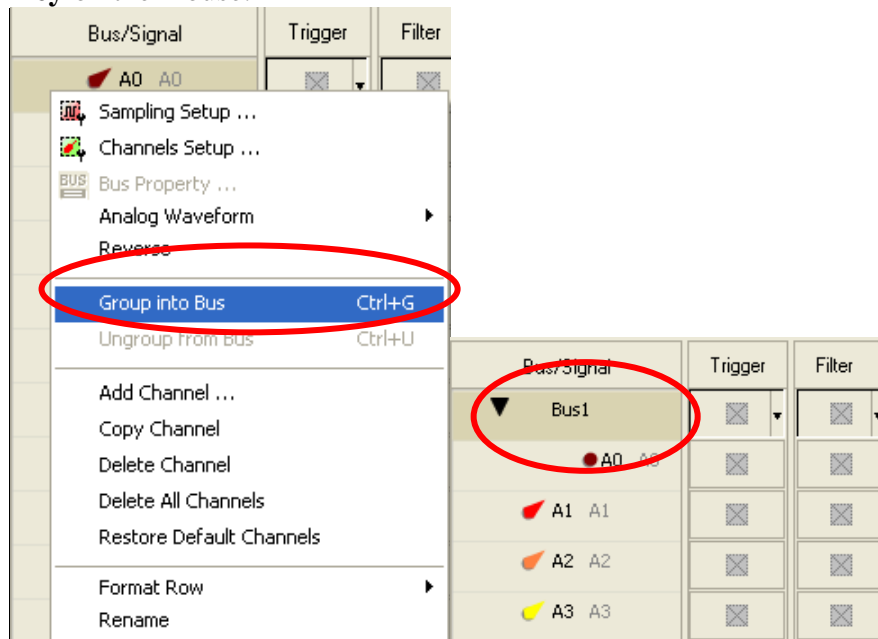 Bus/Signal Trigger Filter
A0 A0
Sampling Setup ...
Channels Setup ...
BUS Bus Property ...
Analog Waveform
Reverse
Group into Bus Ctrl+G
Ungroup from Bus Ctrl+U
Add Channel ...
Copy Channel
Delete Channel
Delete All Channels
Restore Default Channels
Format Row
Rename
Bus/Signal Trigger Filter
Bus1
A0 A0
A1 A1
A2 A2
A3 A3